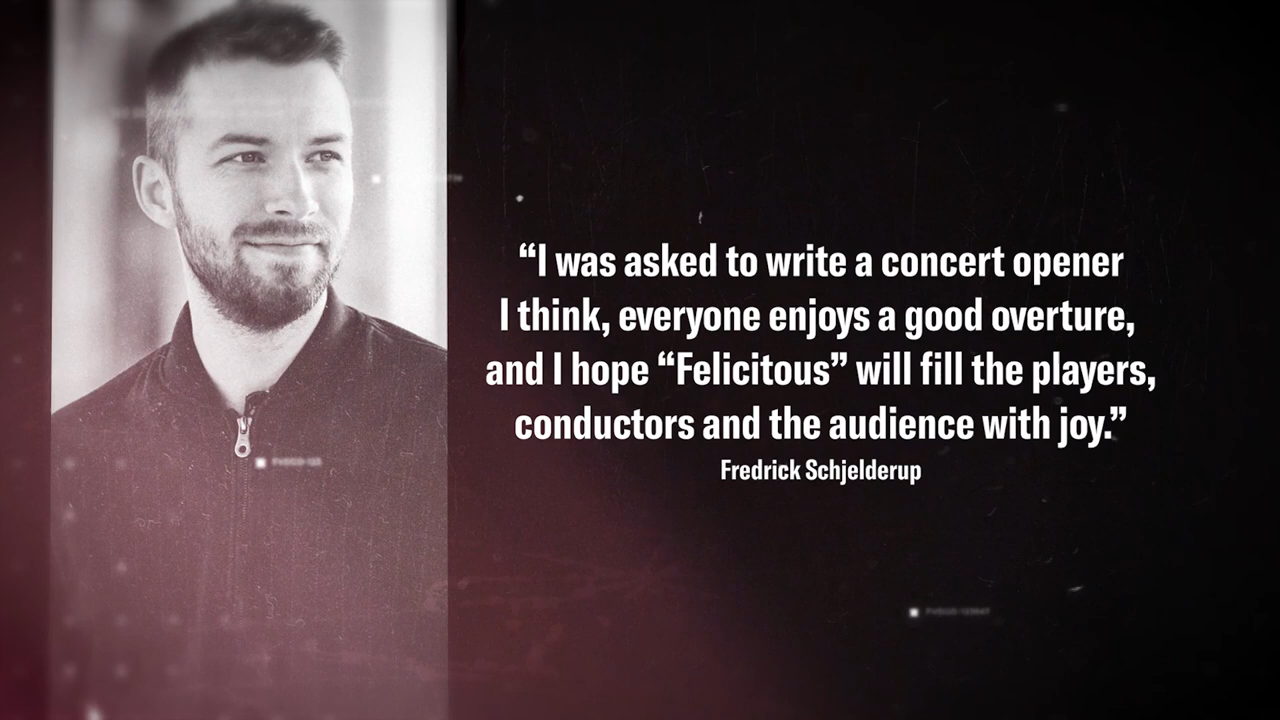 “I was asked to write a concert opener
I think, everyone enjoys a good overture,
and I hope “Felicitous” will fill the players,
conductors and the audience with joy.”
Fredrick Schjelderup